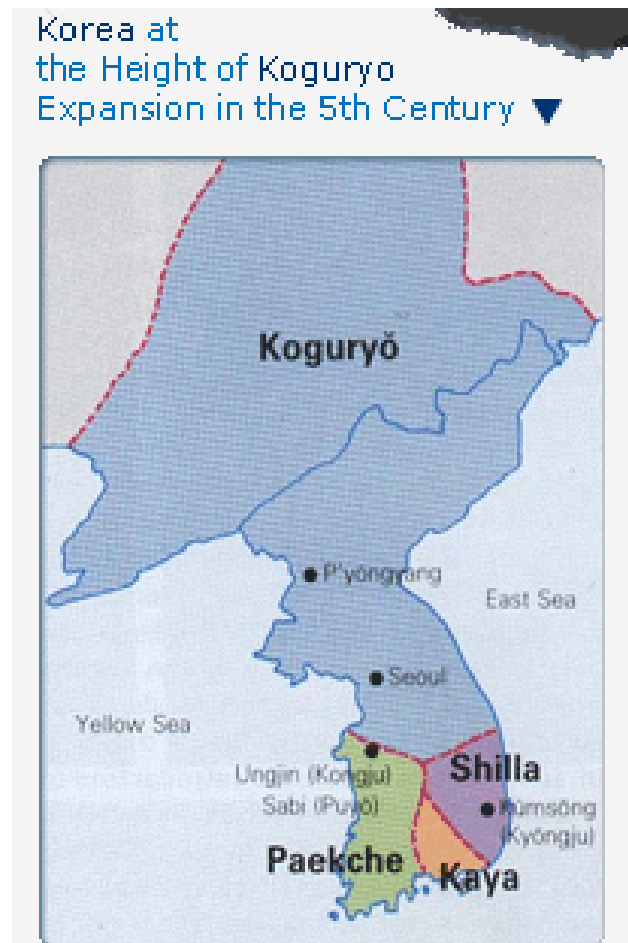 Korea at
the Height of Koguryo
Expansion in the 5th Century ▼
Koguryŏ
P'yŏngyang
East Sea
Seoul
Yellow Sea
Shilla
Ungjin (Kongju)
Sabi (Puyŏ)
Kŭmsŏng
(Kyŏngju)
Paekche
Kaya